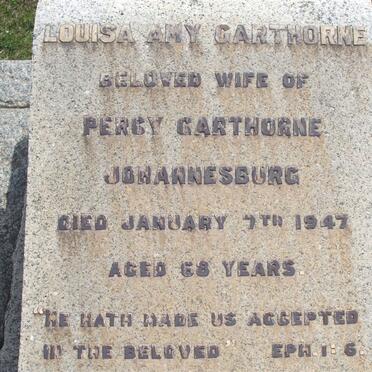 LOUISA AMY GARTHORNE
BELOVED WIFE OF
PERCY GARTHORNE
JOHANNESBURG
DIED JANUARY 7TH 1947
AGED 68 YEARS
"HE HATH MADE US ACCEPTED
IN THE BELOVED" EPH. 1: 6.